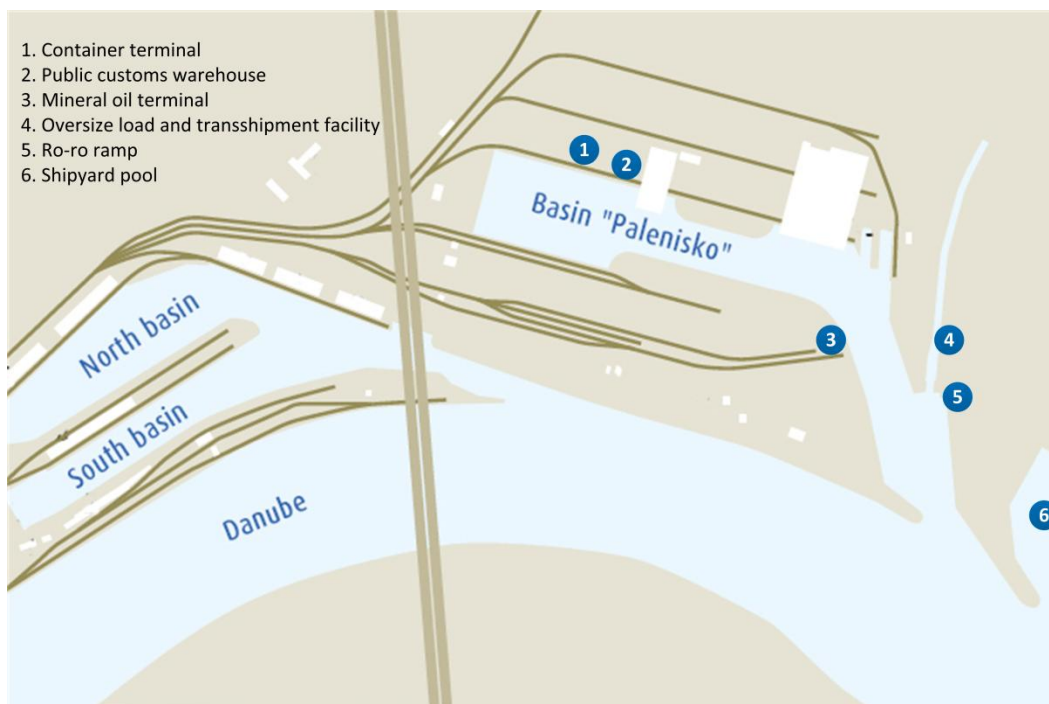 1. Container terminal
2. Public customs warehouse
3. Mineral oil terminal
4. Oversize load and transshipment facility
5. Ro-ro ramp
6. Shipyard pool
1
2
Basin "Palenisko"
North basin
3
4
5
South basin
Danube
6